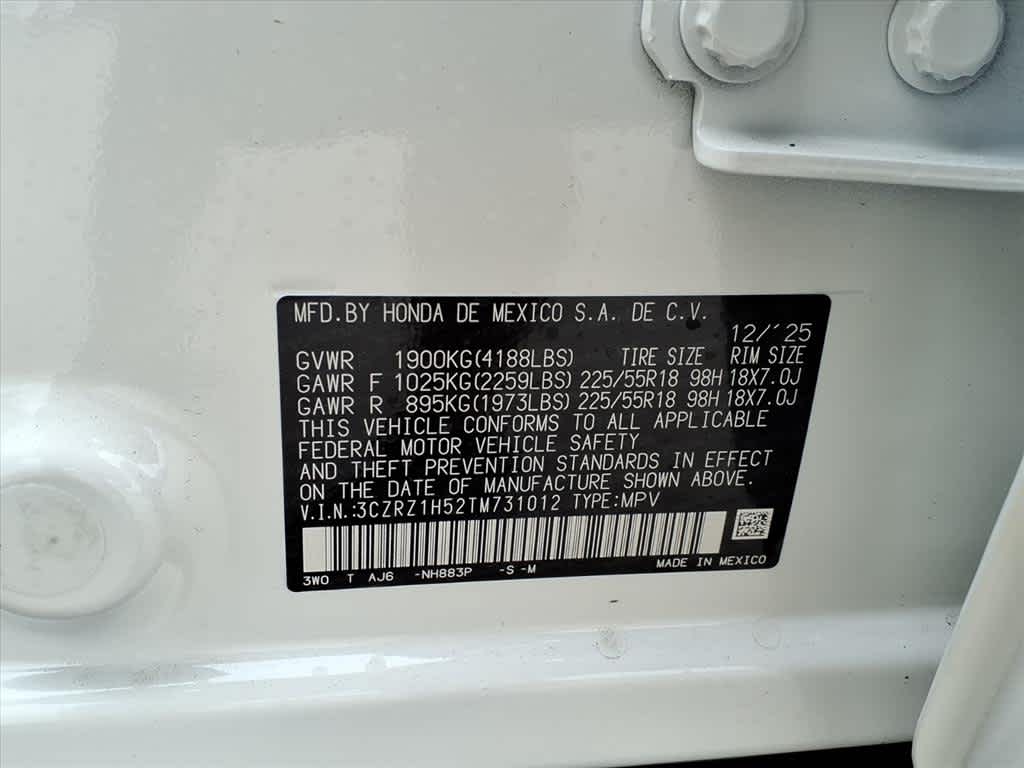 MFD.BY HONDA DE MEXICO S.A. DE C.V.
12/'25
GVWR 1900KG(4188LBS) TIRE SIZE RIM SIZE
GAWR F 1025KG(2259LBS) 225/55R18 98H 18X7.0J
GAWR R 895KG(1973LBS) 225/55R18 98H 18X7.0J
THIS VEHICLE CONFORMS TO ALL APPLICABLE
FEDERAL MOTOR VEHICLE SAFETY
AND THEFT PREVENTION STANDARDS IN EFFECT
ON THE DATE OF MANUFACTURE SHOWN ABOVE.
V.I.N.:3CZRZ1H52TM731012 TYPE:MPV
3W0 T AJ6 -NH883P -S -M MADE IN MEXICO